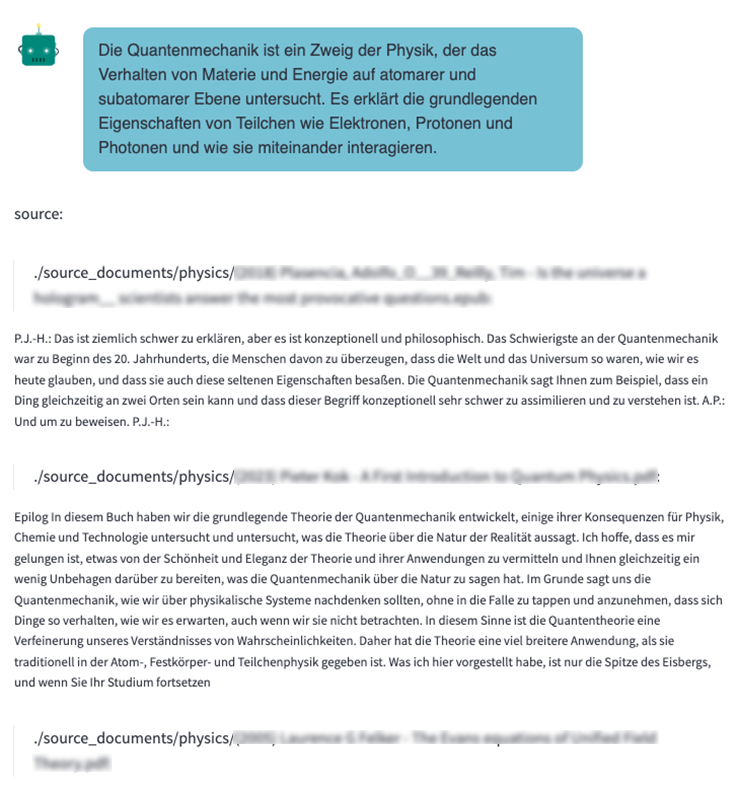 Die Quantenmechanik ist ein Zweig der Physik, der das
Verhalten von Materie und Energie auf atomarer und
subatomarer Ebene untersucht. Es erklärt die grundlegenden
Eigenschaften von Teilchen wie Elektronen, Protonen und
Photonen und wie sie miteinander interagieren.
source:
./source_documents/physics/
P.J.-H.: Das ist ziemlich schwer zu erklären, aber es ist konzeptionell und philosophisch. Das Schwierigste an der Quantenmechanik
war zu Beginn des 20. Jahrhunderts, die Menschen davon zu überzeugen, dass die Welt und das Universum so waren, wie wir es
heute glauben, und dass sie auch diese seltenen Eigenschaften besaßen. Die Quantenmechanik sagt Ihnen zum Beispiel, dass ein
Ding gleichzeitig an zwei Orten sein kann und dass dieser Begriff konzeptionell sehr schwer zu assimilieren und zu verstehen ist. A.P.:
Und um zu beweisen. P.J.-H.:
./source_documents/physics/(2023) Pieter Kok - A First Introduction to Quantum Physics.pdf:
Epilog In diesem Buch haben wir die grundlegende Theorie der Quantenmechanik entwickelt, einige ihrer Konsequenzen für Physik,
Chemie und Technologie untersucht und untersucht, was die Theorie über die Natur der Realität aussagt. Ich hoffe, dass es mir
gelungen ist, etwas von der Schönheit und Eleganz der Theorie und ihrer Anwendungen zu vermitteln und Ihnen gleichzeitig ein
wenig Unbehagen darüber zu bereiten, was die Quantenmechanik über die Natur zu sagen hat. Im Grunde sagt uns die
Quantenmechanik, wie wir über physikalische Systeme nachdenken sollten, ohne in die Falle zu tappen und anzunehmen, dass sich
Dinge so verhalten, wie wir es erwarten, auch wenn wir sie nicht betrachten. In diesem Sinne ist die Quantentheorie eine
Verfeinerung unseres Verständnisses von Wahrscheinlichkeiten. Daher hat die Theorie eine viel breitere Anwendung, als sie
traditionell in der Atom-, Festkörper- und Teilchenphysik gegeben ist. Was ich hier vorgestellt habe, ist nur die Spitze des Eisbergs,
und wenn Sie Ihr Studium fortsetzen
./source_documents/physics/